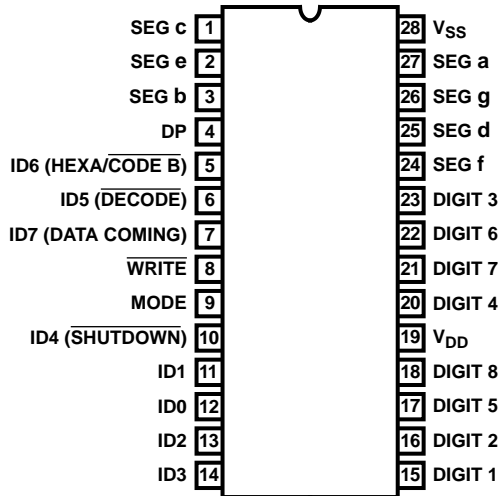 SEG c 1 28 VSS
SEG e 2 27 SEG a
SEG b 3 26 SEG g
DP 4 25 SEG d
ID6 (HEXA/CODE B) 5 24 SEG f
ID5 (DECODE) 6 23 DIGIT 3
ID7 (DATA COMING) 7 22 DIGIT 6
WRITE 8 21 DIGIT 7
MODE 9 20 DIGIT 4
ID4 (SHUTDOWN) 10 19 VDD
ID1 11 18 DIGIT 8
ID0 12 17 DIGIT 5
ID2 13 16 DIGIT 2
ID3 14 15 DIGIT 1